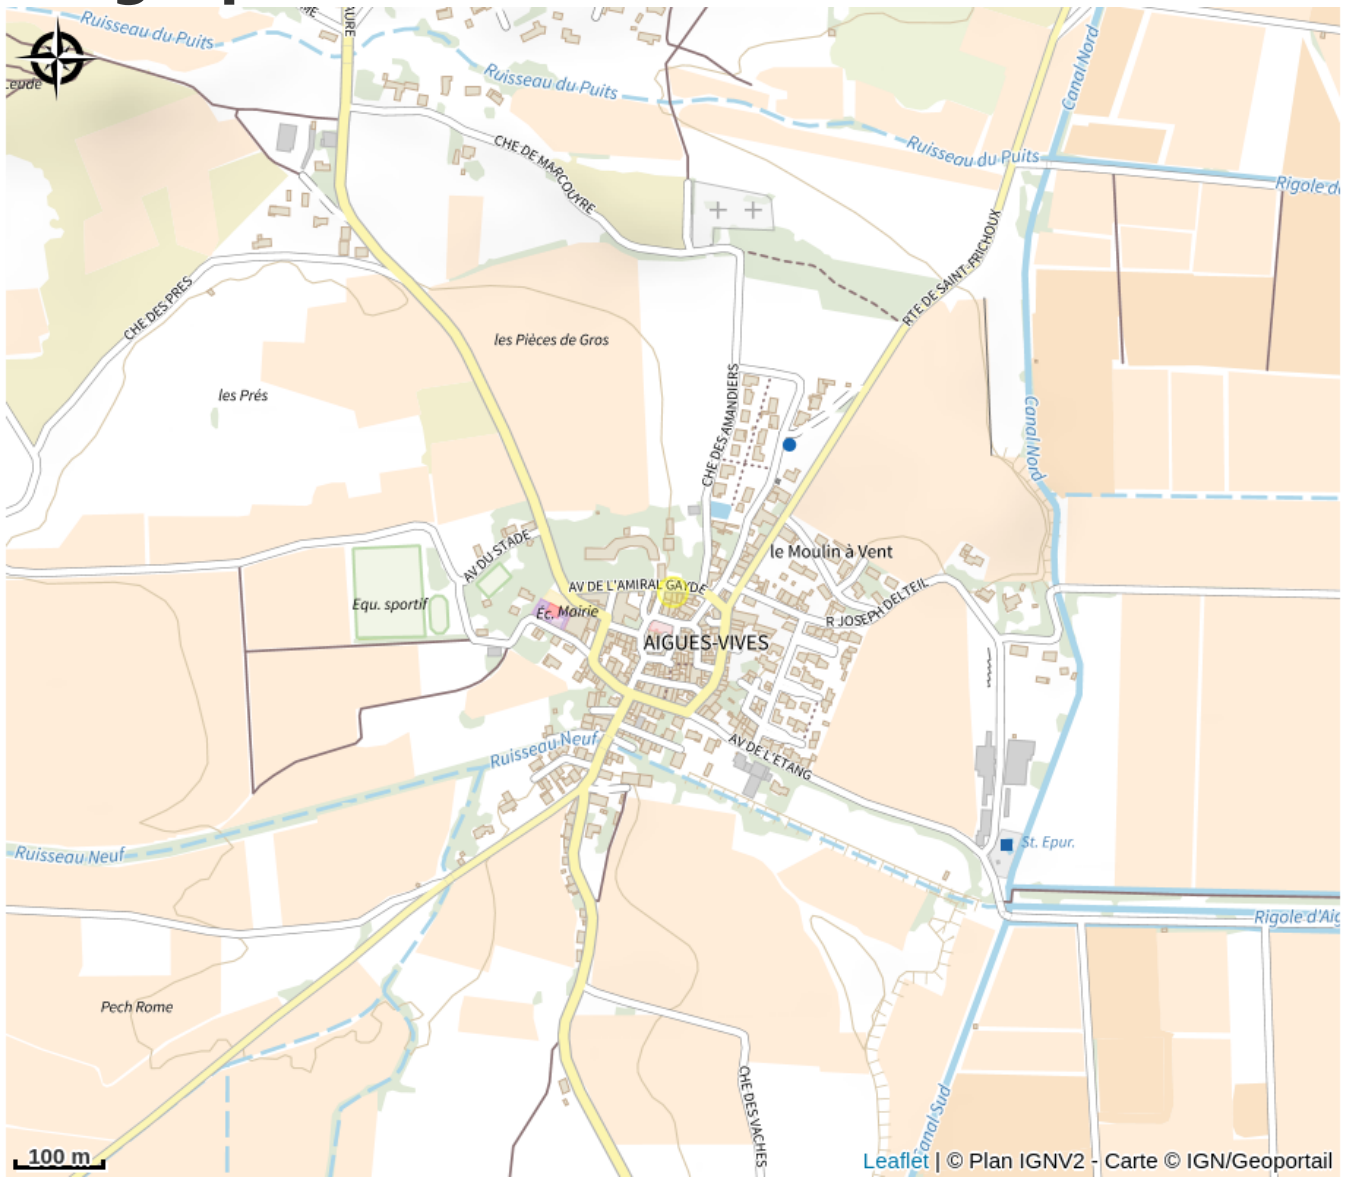 Ruisseau du Puits
AURE
Ruisseau du Puits
Canal Nord
CHE DE MARCOUYRE
Ruisseau du Puits
Rigole d
RTE DE SAINT-FRICHOUX
CHE DES PRES
les Pièces de Gros
les Prés
CHE DES AMANDIERS
Canal Nord
AV DU STADE
le Moulin à Vent
AV DE L'AMIRAL GAYDE
Equ. sportif
Éc. Mairie
R JOSEPH DELTEIL
AIGUES-VIVES
Ruisseau Neuf
AV DE L'ETANG
Ruisseau Neuf
St. Epur.
Rigole d'Aig
Pech Rome
CHE DES VACHES
Canal Sud
100 m
Leaflet | © Plan IGNV2 - Carte © IGN/Geoportail